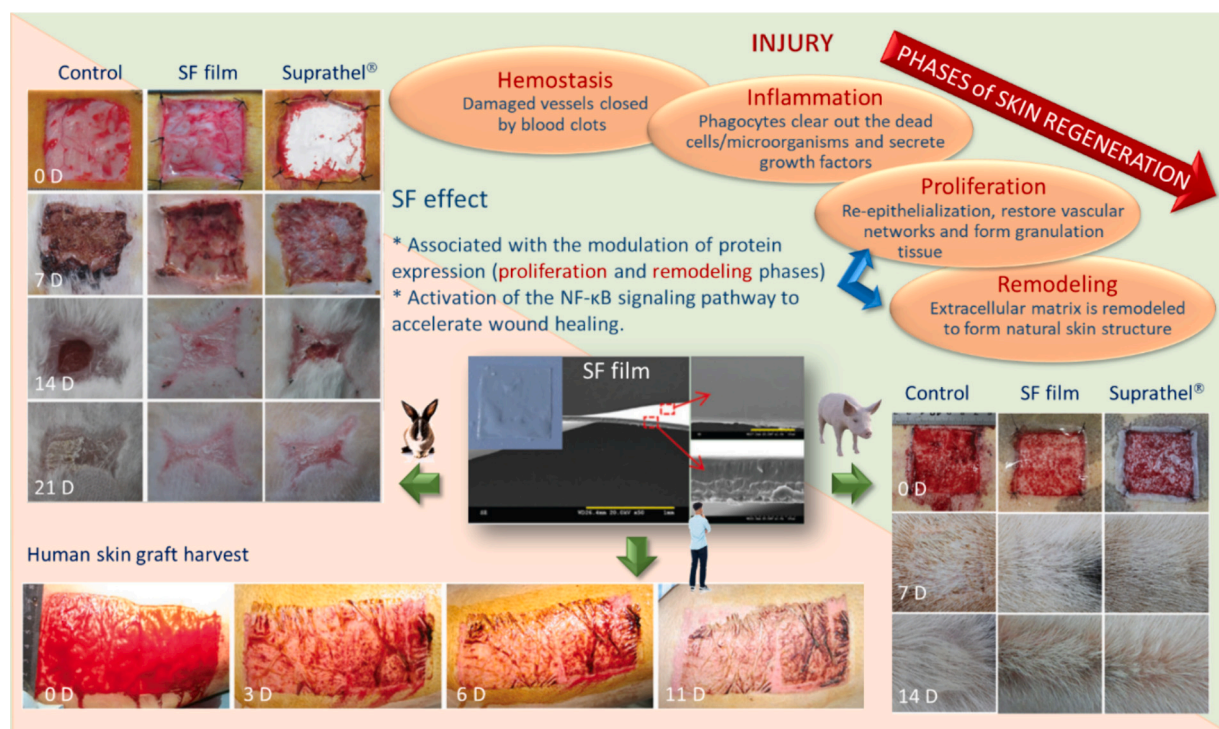 INJURY
PHASES of SKIN REGENERATION
Hemostasis
Damaged vessels closed
by blood clots
Inflammation
Phagocytes clear out the dead
cells/microorganisms and secrete
growth factors
Proliferation
Re-epithelialization, restore vascular
networks and form granulation
tissue
Remodeling
Extracellular matrix is remodeled
to form natural skin structure
Control SF film Suprathel®
0 D
7 D
14 D
21 D
SF effect
* Associated with the modulation of protein
expression (proliferation and remodeling phases)
* Activation of the NF-κB signaling pathway to
accelerate wound healing.
SF film
1mm
Control SF film Suprathel®
0 D
7 D
14 D
Human skin graft harvest
0 D 3 D 6 D 11 D